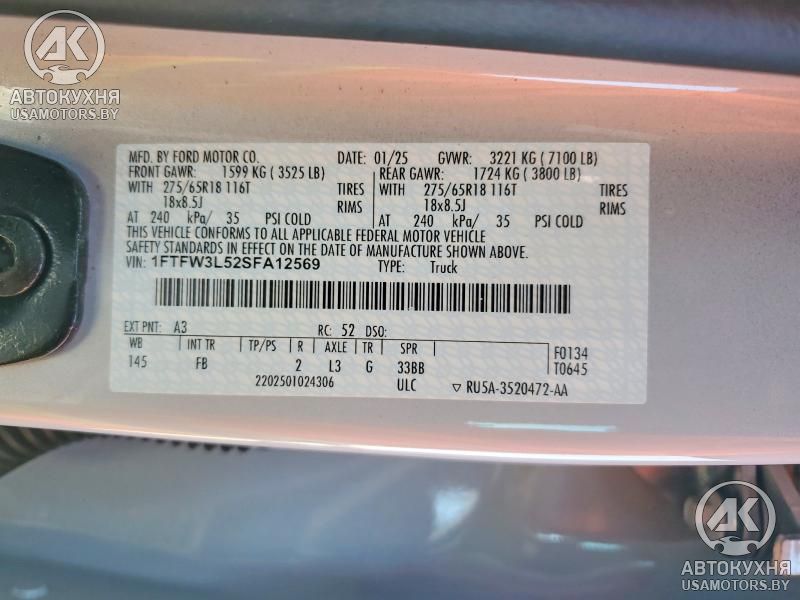 AK
АВТОКУХНЯ
USAMOTORS.BY
MFD. BY FORD MOTOR CO. DATE: 01/25 GVWR: 3221 KG ( 7100 LB)
FRONT GAWR: 1599 KG ( 3525 LB) REAR GAWR: 1724 KG ( 3800 LB)
WITH 275/65R18 116T TIRES WITH 275/65R18 116T TIRES
18x8.5J RIMS 18x8.5J RIMS
AT 240 kPa/ 35 PSI COLD AT 240 kPa/ 35 PSI COLD
THIS VEHICLE CONFORMS TO ALL APPLICABLE FEDERAL MOTOR VEHICLE
SAFETY STANDARDS IN EFFECT ON THE DATE OF MANUFACTURE SHOWN ABOVE.
VIN: 1FTFW3L52SFA12569 TYPE: Truck
EXT PNT: A3 RC: 52 DSO:
WB INT TR TP/PS R AXLE TR SPR F0134
145 FB 2 L3 G 33BB T0645
2202501024306 ULC ▽ RU5A-3520472-AA
AK
АВТОКУХНЯ
USAMOTORS.BY